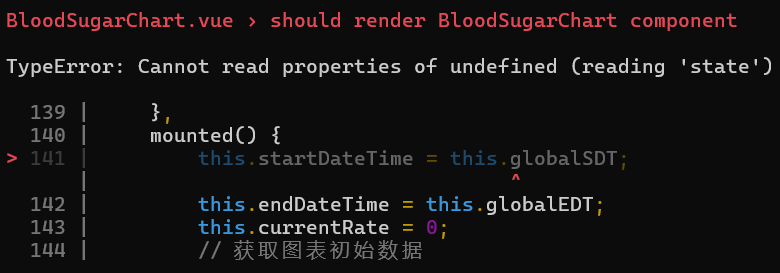 BloodSugarChart.vue › should render BloodSugarChart component
TypeError: Cannot read properties of undefined (reading 'state')
139 |     },
140 |     mounted() {
> 141 |         this.startDateTime = this.globalSDT;
|                                   ^
142 |         this.endDateTime = this.globalEDT;
143 |         this.currentRate = 0;
144 |         // 获取图表初始数据